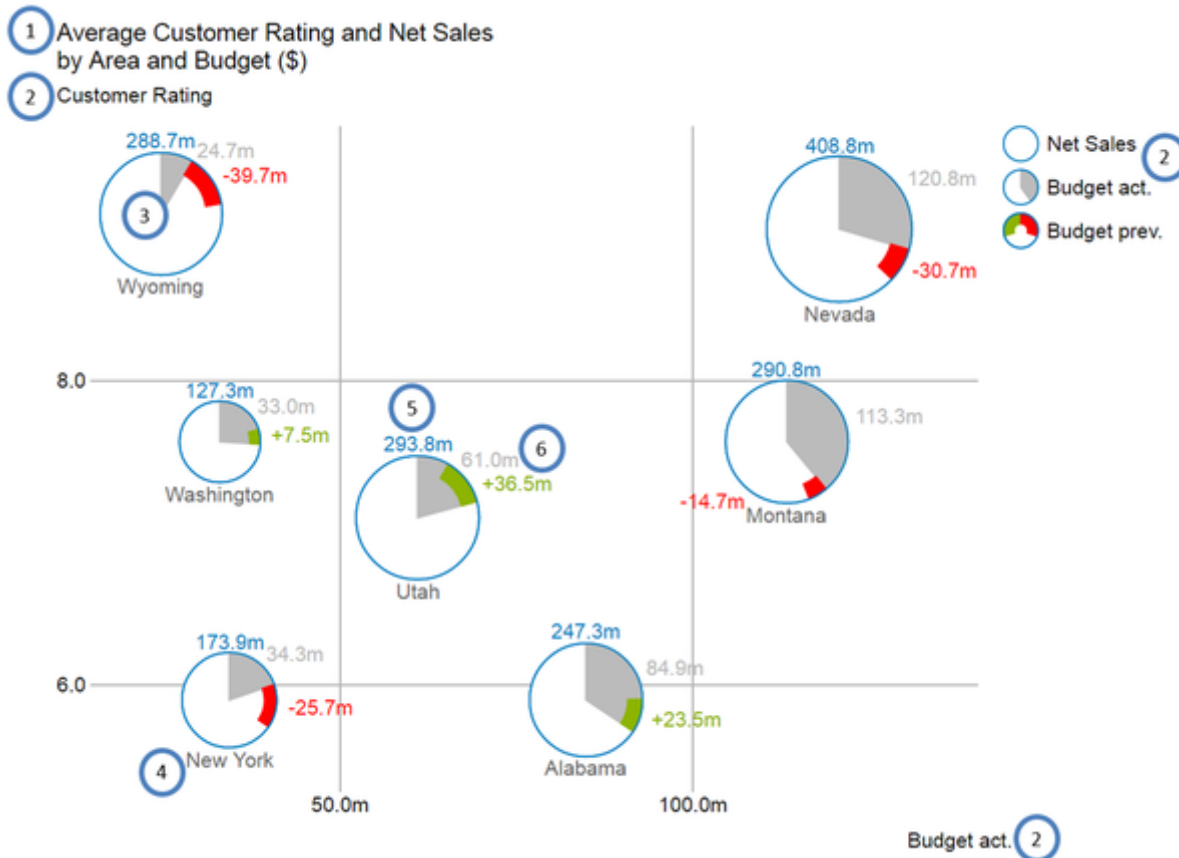 1 Average Customer Rating and Net Sales
by Area and Budget ($)
2 Customer Rating
288.7m
24.7m
-39.7m
3
Wyoming
408.8m
120.8m
-30.7m
Nevada
Net Sales 2
Budget act.
Budget prev.
8.0
127.3m
33.0m
+7.5m
Washington
5
293.8m
61.0m 6
+36.5m
Utah
290.8m
113.3m
-14.7m
Montana
6.0
173.9m
34.3m
-25.7m
4 New York
247.3m
84.9m
+23.5m
Alabama
50.0m
100.0m
Budget act. 2